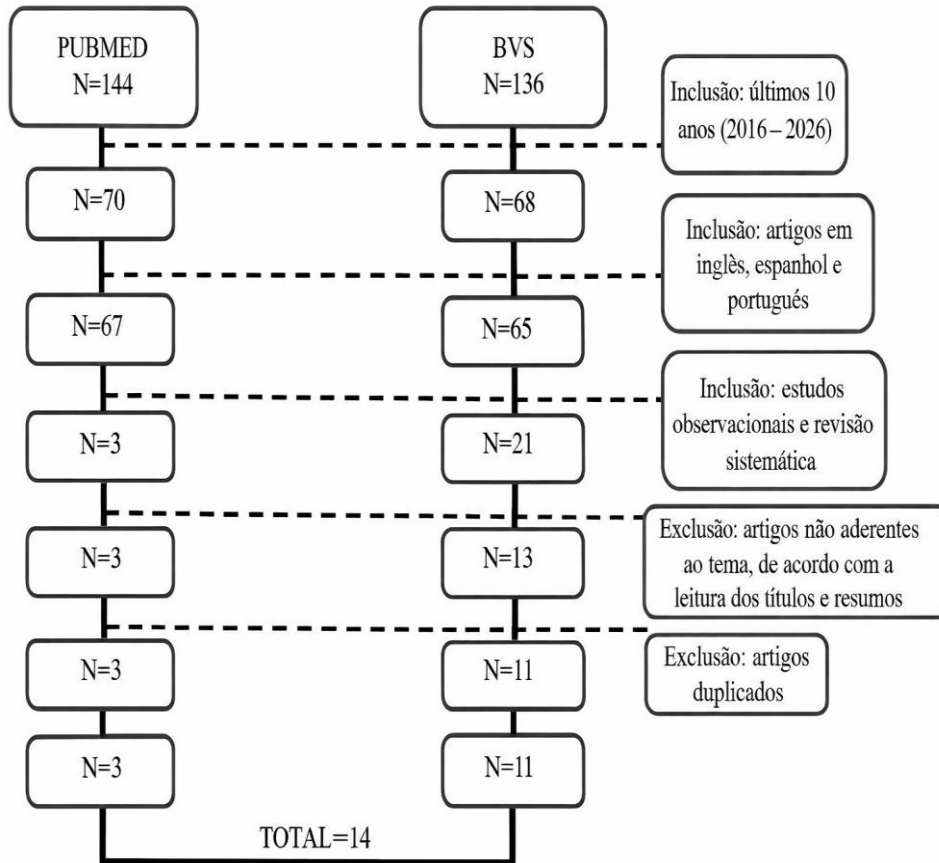 PUBMED
N=144
BVS
N=136
Inclusão: últimos 10
anos (2016 – 2026)
N=70
N=68
Inclusão: artigos em
inglès, espanhol e
portugués
N=67
N=65
Inclusão: estudos
observacionais e revisão
sistemática
N=3
N=21
Exclusão: artigos não aderentes
ao tema, de acordo com a
leitura dos títulos e resumos
N=3
N=13
Exclusão: artigos
duplicados
N=3
N=11
N=3
N=11
TOTAL=14